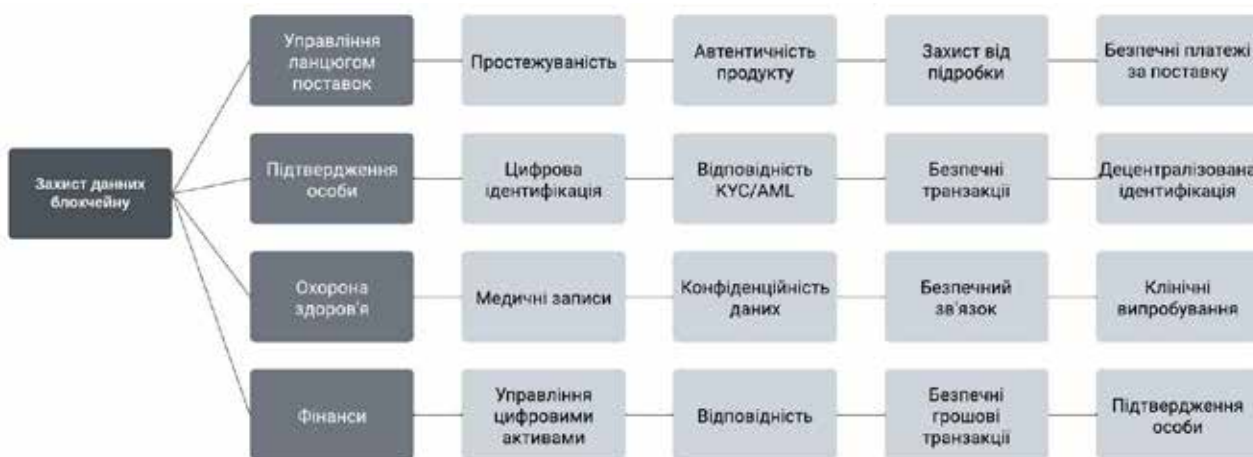 Управління
ланцюгом
поставок
Простежуваність
Автентичність
продукту
Захист від
підробки
Безпечні платежі
за поставку
Захист данних
блокчейну
Підтвердження
особи
Цифрова
ідентифікація
Відповідність
KYC/AML
Безпечні
транзакції
Децентралізована
ідентифікація
Охорона
здоров'я
Медичні записи
Конфіденційність
даних
Безпечний
зв'язок
Клінічні
випробування
Фінанси
Управління
цифровими
активами
Відповідність
Безпечні
грошові
транзакції
Підтвердження
особи